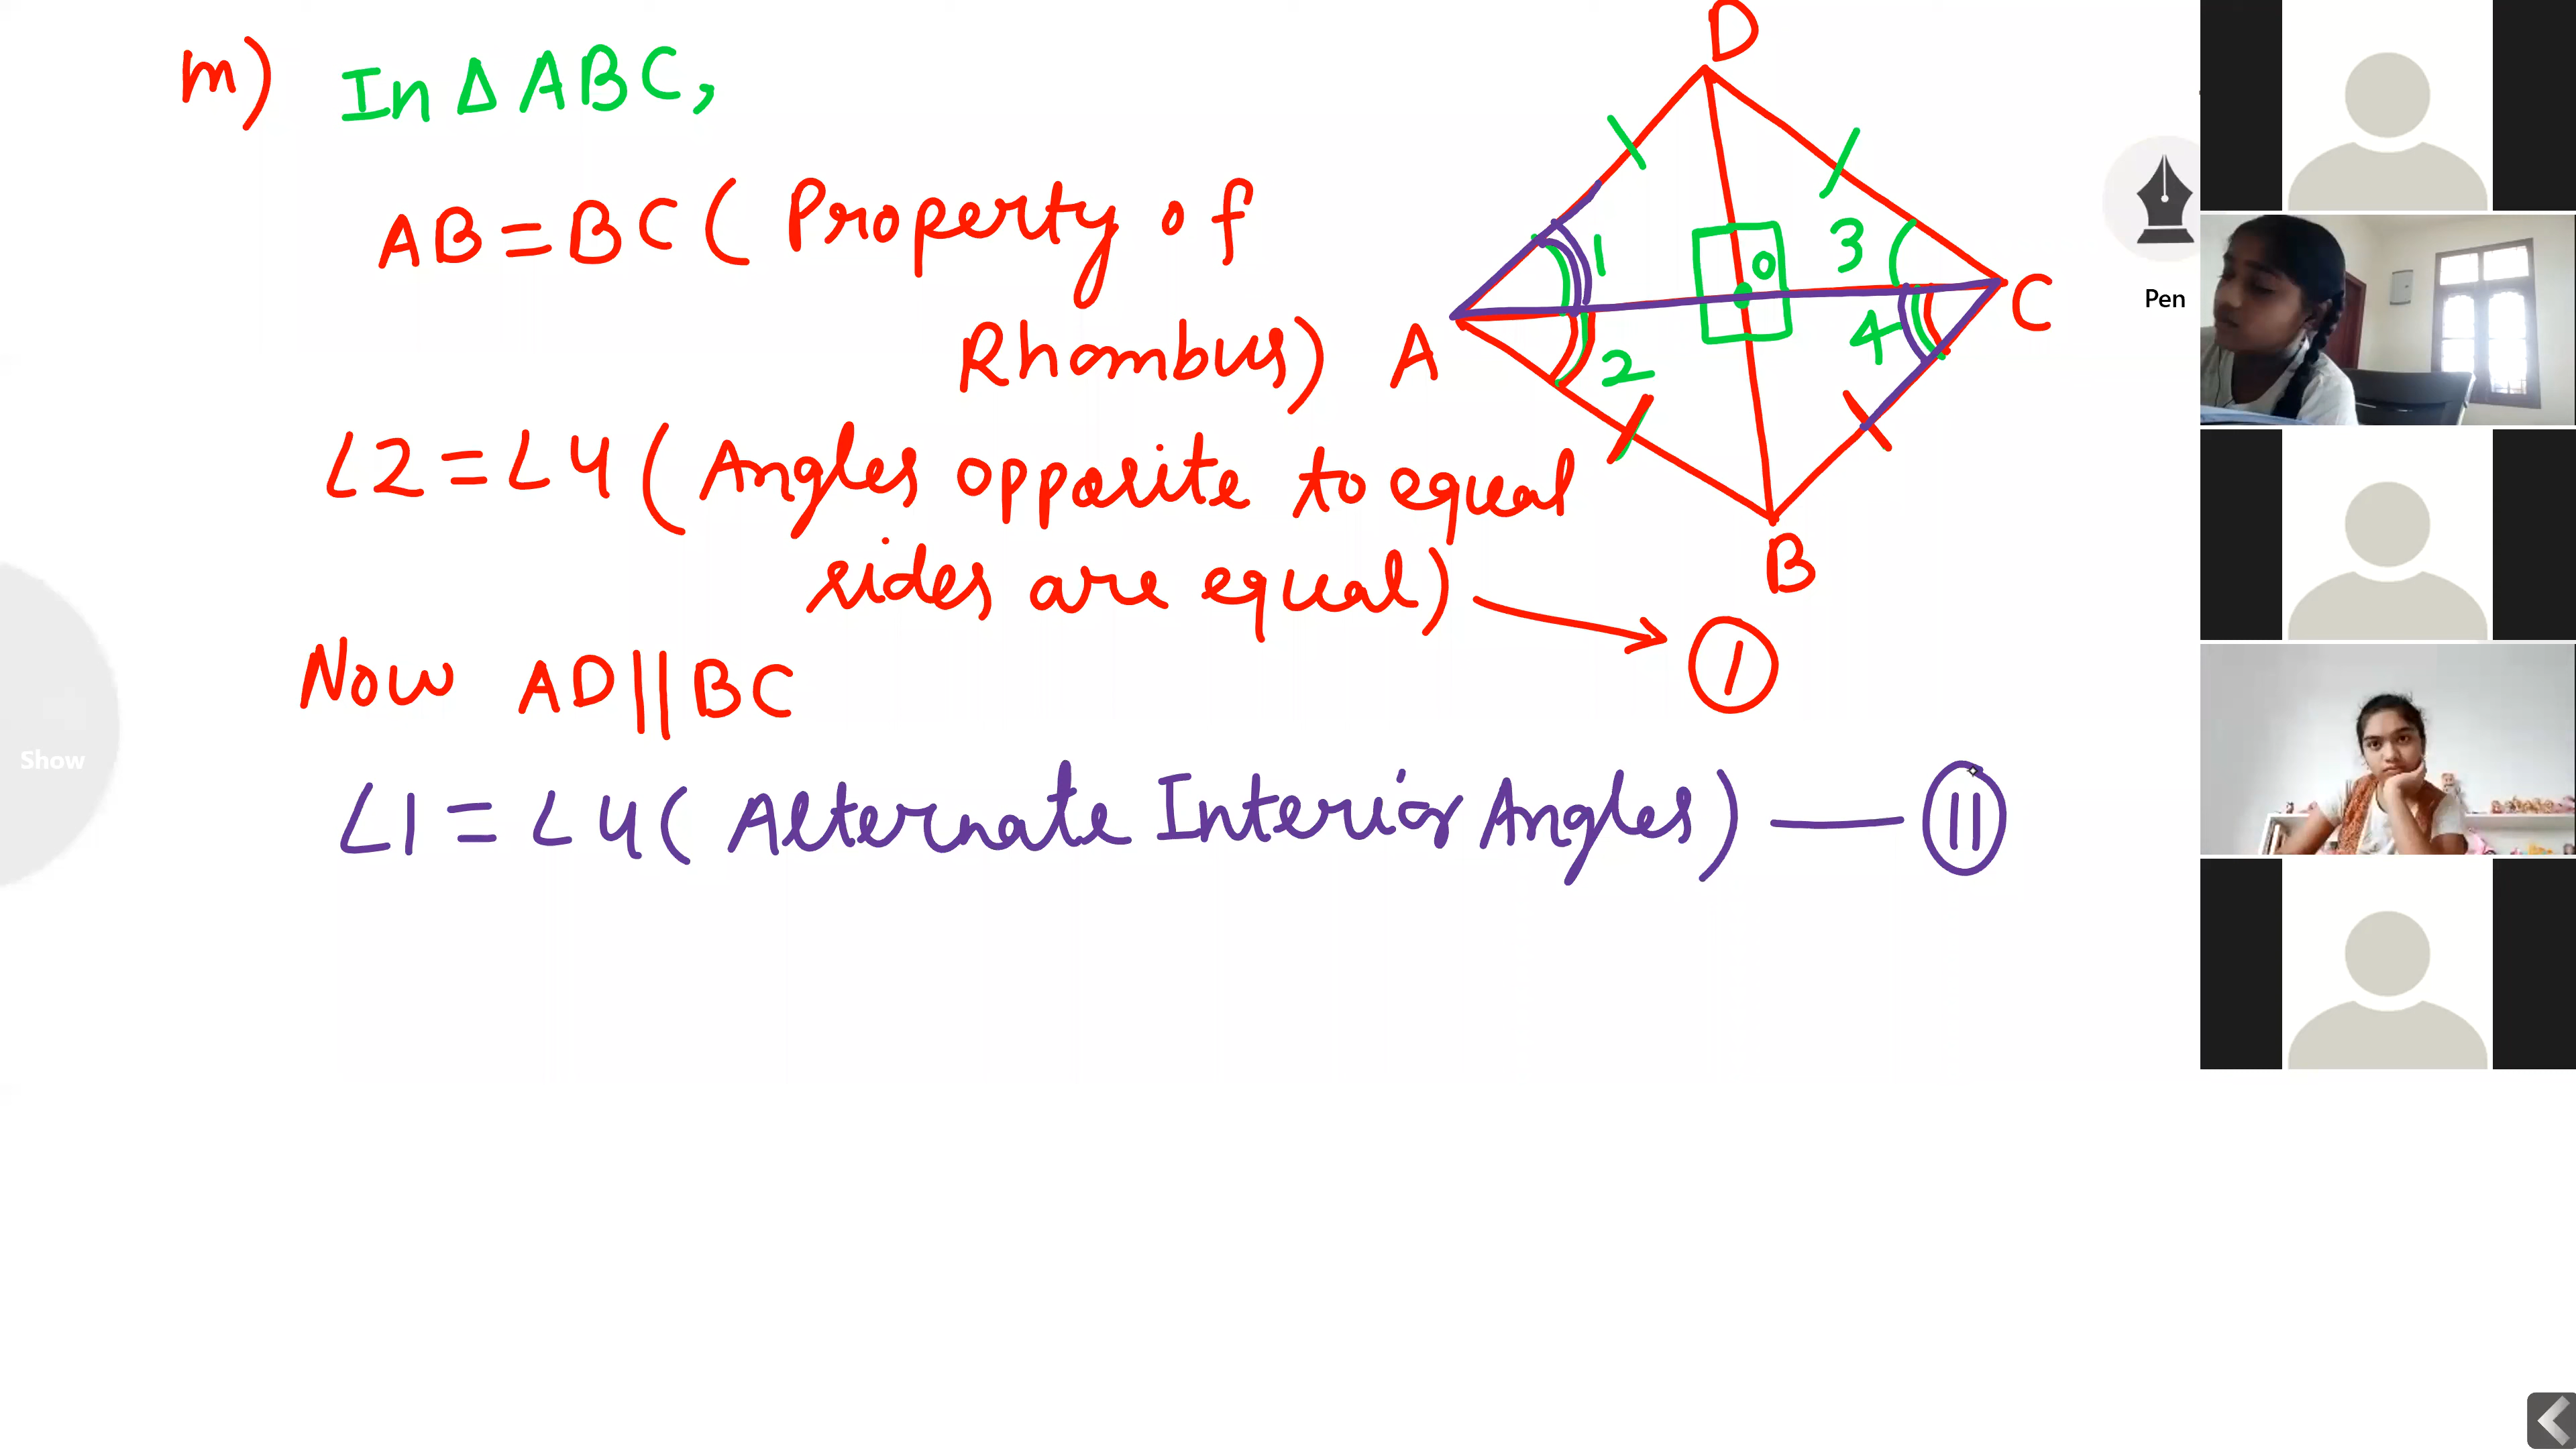 m) In Δ ABC,
AB = BC ( Property of
Rhombus)
∠2 = ∠4 ( Angles opposite to equal
sides are equal) → ①
Now AD || BC
∠1 = ∠4 ( Alternate Interior Angles) — Ⅱ
D
1
3
O
C
A
2
4
B
Pen
Show